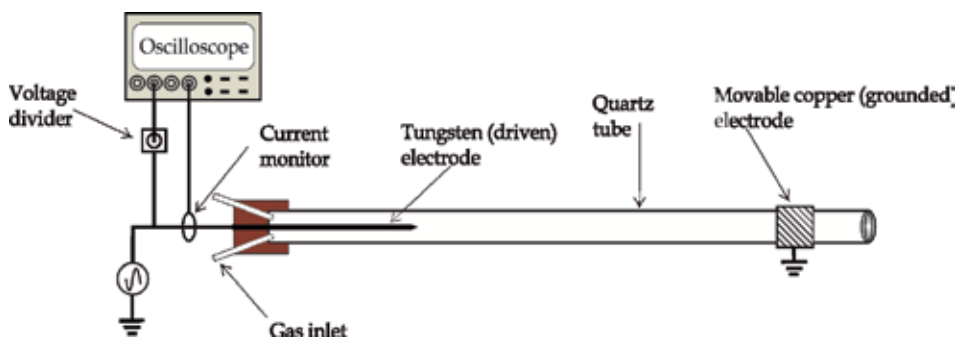 Oscilloscope
Voltage
divider
Current
monitor
Tungsten (driven)
electrode
Quartz
tube
Movable copper (grounded)
electrode
Gas inlet